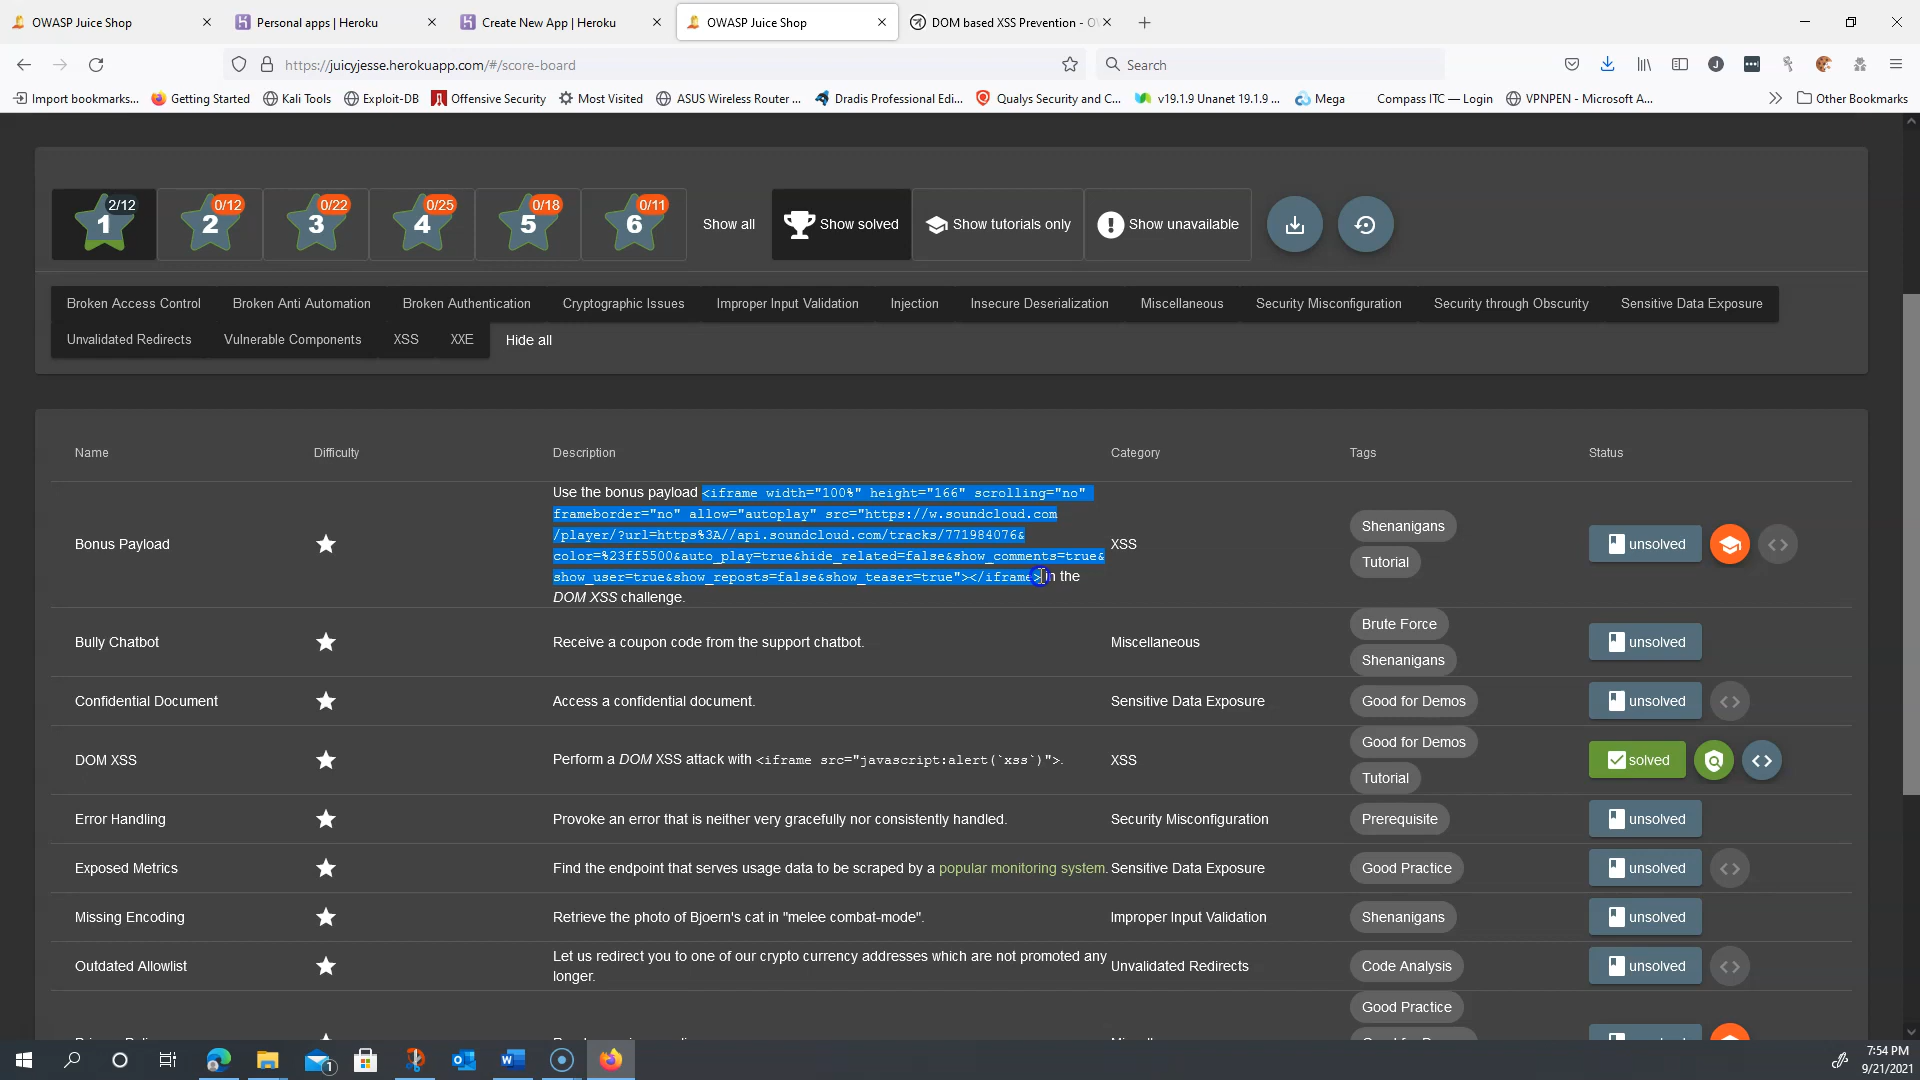 OWASP Juice Shop
Personal apps | Heroku
Create New App | Heroku
OWASP Juice Shop
DOM based XSS Prevention - O
https://juicyjesse.herokuapp.com/#/score-board
Search
Import bookmarks...
Getting Started
Kali Tools
Exploit-DB
Offensive Security
Most Visited
ASUS Wireless Router ...
Dradis Professional Edi...
Qualys Security and C...
v19.1.9 Unanet 19.1.9 ...
Mega
Compass ITC — Login
VPNPEN - Microsoft A...
Other Bookmarks
1 2/12
2 0/12
3 0/22
4 0/25
5 0/18
6 0/11
Show all
Show solved
Show tutorials only
Show unavailable
Broken Access Control
Broken Anti Automation
Broken Authentication
Cryptographic Issues
Improper Input Validation
Injection
Insecure Deserialization
Miscellaneous
Security Misconfiguration
Security through Obscurity
Sensitive Data Exposure
Unvalidated Redirects
Vulnerable Components
XSS
XXE
Hide all
Name
Difficulty
Description
Category
Tags
Status
Bonus Payload
Use the bonus payload <iframe width="100%" height="166" scrolling="no"
frameborder="no" allow="autoplay" src="https://w.soundcloud.com
/player/?url=https%3A//api.soundcloud.com/tracks/771984076&
color=%23ff5500&auto_play=true&hide_related=false&show_comments=true&
show_user=true&show_reposts=false&show_teaser=true"></iframe> in the
DOM XSS challenge.
XSS
Shenanigans
Tutorial
unsolved
Bully Chatbot
Receive a coupon code from the support chatbot.
Miscellaneous
Brute Force
Shenanigans
unsolved
Confidential Document
Access a confidential document.
Sensitive Data Exposure
Good for Demos
unsolved
DOM XSS
Perform a DOM XSS attack with <iframe src="javascript:alert(`xss`)">.
XSS
Good for Demos
Tutorial
solved
Error Handling
Provoke an error that is neither very gracefully nor consistently handled.
Security Misconfiguration
Prerequisite
unsolved
Exposed Metrics
Find the endpoint that serves usage data to be scraped by a popular monitoring system.
Sensitive Data Exposure
Good Practice
unsolved
Missing Encoding
Retrieve the photo of Bjoern's cat in "melee combat-mode".
Improper Input Validation
Shenanigans
unsolved
Outdated Allowlist
Let us redirect you to one of our crypto currency addresses which are not promoted any
longer.
Unvalidated Redirects
Code Analysis
unsolved
Good Practice
1
7:54 PM
9/21/2021